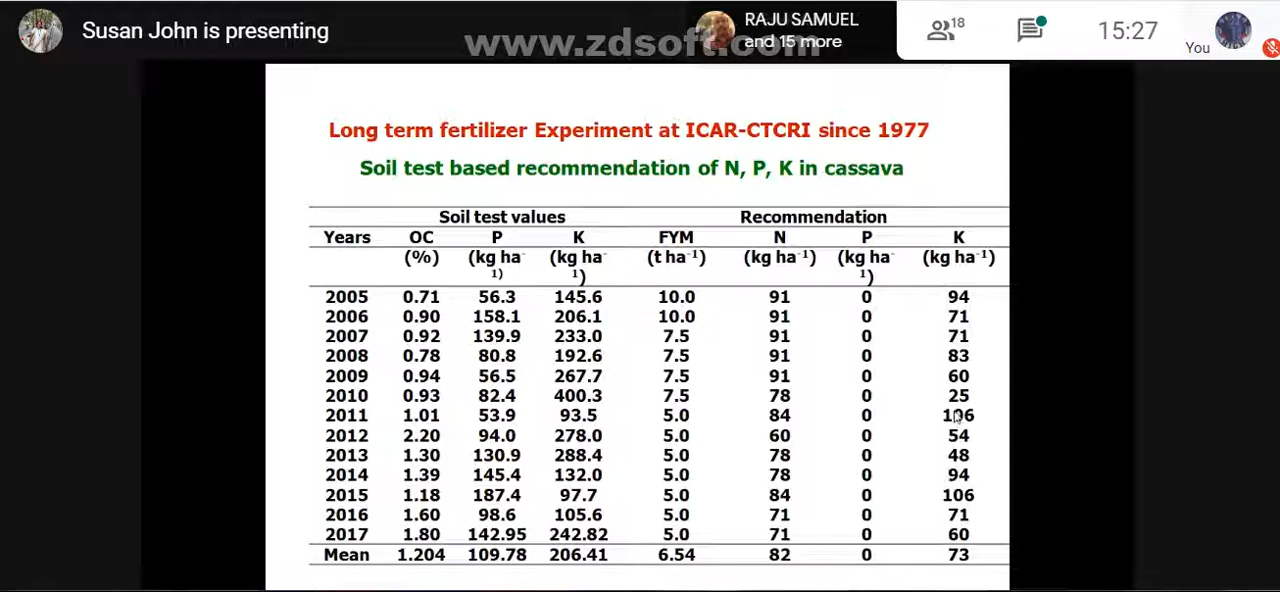 Susan John is presenting
www.zdsoft.com
RAJU SAMUEL
and 15 more
18
15:27
You
Long term fertilizer Experiment at ICAR-CTCRI since 1977
Soil test based recommendation of N, P, K in cassava
Soil test values Recommendation
Years OC P K FYM N P K
(%) (kg ha⁻ (kg ha⁻ (t ha⁻¹) (kg ha⁻¹) (kg ha⁻ (kg ha⁻¹)
¹) ¹) ¹)
2005 0.71 56.3 145.6 10.0 91 0 94
2006 0.90 158.1 206.1 10.0 91 0 71
2007 0.92 139.9 233.0 7.5 91 0 71
2008 0.78 80.8 192.6 7.5 91 0 83
2009 0.94 56.5 267.7 7.5 91 0 60
2010 0.93 82.4 400.3 7.5 78 0 25
2011 1.01 53.9 93.5 5.0 84 0 106
2012 2.20 94.0 278.0 5.0 60 0 54
2013 1.30 130.9 288.4 5.0 78 0 48
2014 1.39 145.4 132.0 5.0 78 0 94
2015 1.18 187.4 97.7 5.0 84 0 106
2016 1.60 98.6 105.6 5.0 71 0 71
2017 1.80 142.95 242.82 5.0 71 0 60
Mean 1.204 109.78 206.41 6.54 82 0 73